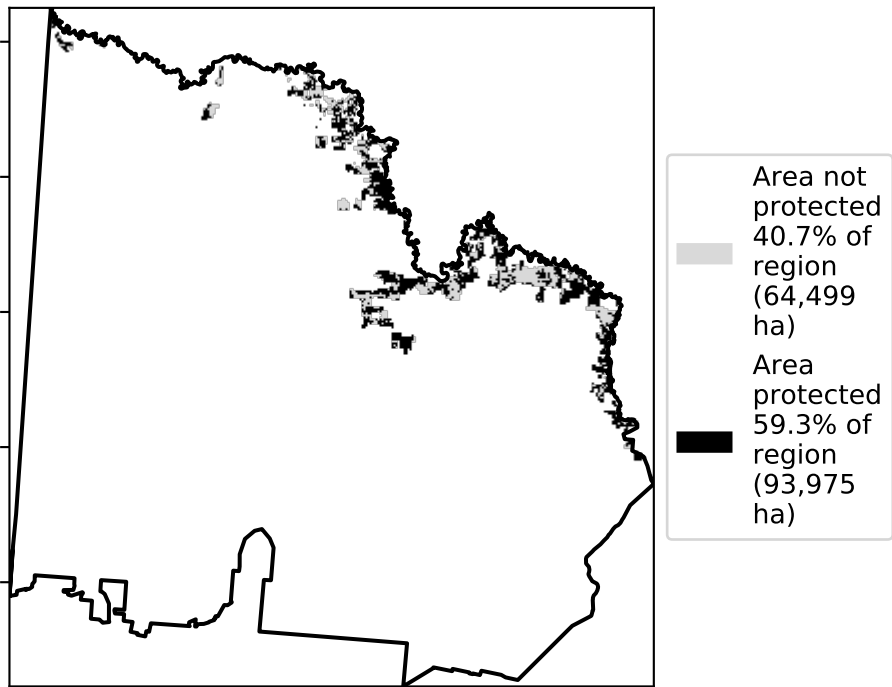 Area not
protected
40.7% of
region
(64,499
ha)
Area
protected
59.3% of
region
(93,975
ha)